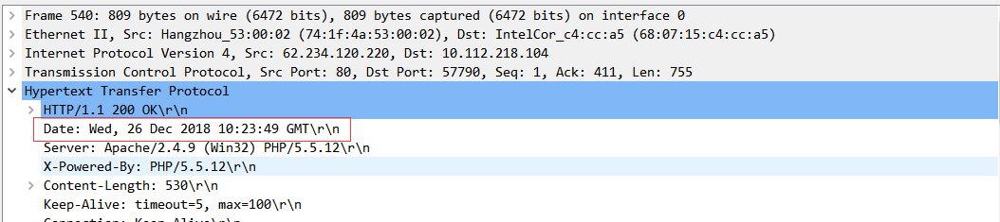 Frame 540: 809 bytes on wire (6472 bits), 809 bytes captured (6472 bits) on interface 0
Ethernet II, Src: Hangzhou_53:00:02 (74:1f:4a:53:00:02), Dst: IntelCor_c4:cc:a5 (68:07:15:c4:cc:a5)
Internet Protocol Version 4, Src: 62.234.120.220, Dst: 10.112.218.104
Transmission Control Protocol, Src Port: 80, Dst Port: 57790, Seq: 1, Ack: 411, Len: 755
Hypertext Transfer Protocol
HTTP/1.1 200 OK\r\n
Date: Wed, 26 Dec 2018 10:23:49 GMT\r\n
Server: Apache/2.4.9 (Win32) PHP/5.5.12\r\n
X-Powered-By: PHP/5.5.12\r\n
Content-Length: 530\r\n
Keep-Alive: timeout=5, max=100\r\n
Connection: Keep-Alive\r\n